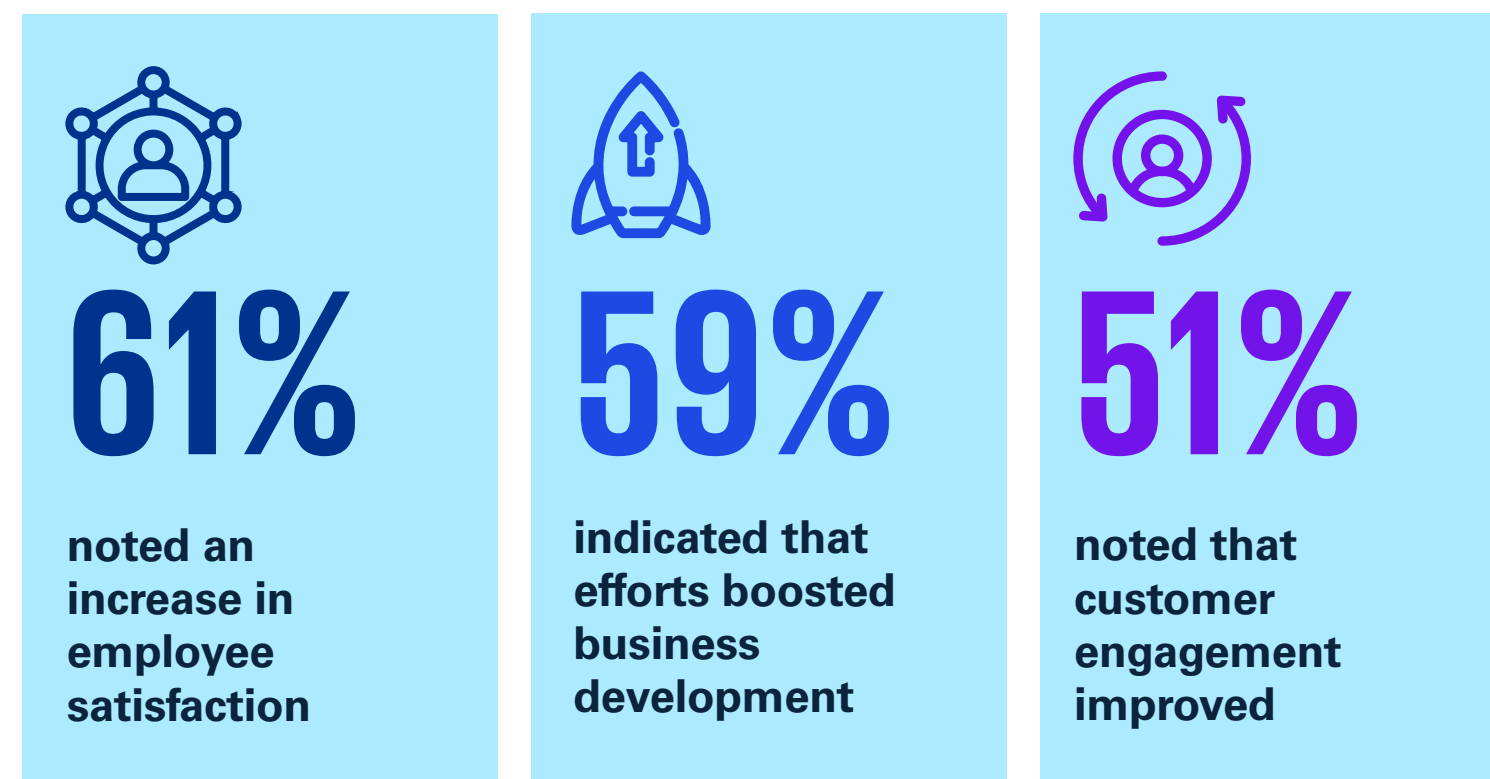 61%
noted an
increase in
employee
satisfaction
59%
indicated that
efforts boosted
business
development
51%
noted that
customer
engagement
improved